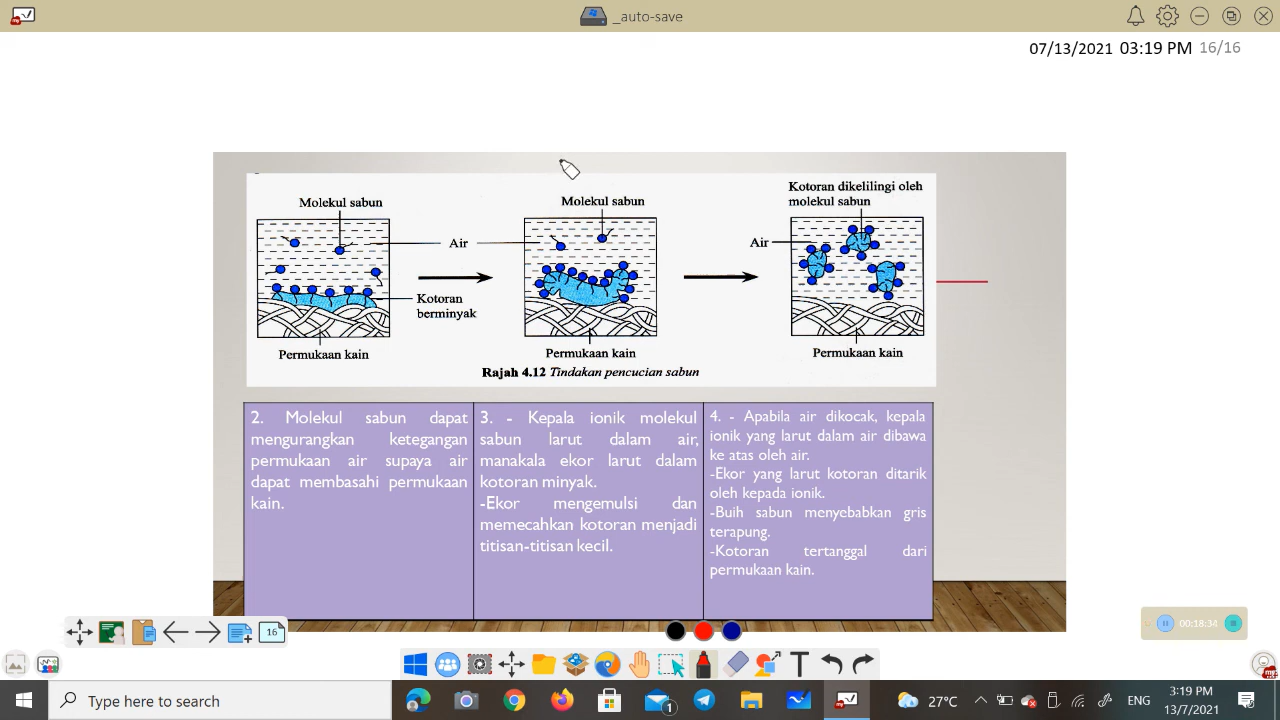 _auto-save
07/13/2021 03:19 PM 16/16
Molekul sabun
Molekul sabun
Kotoran dikelilingi oleh
molekul sabun
Air
Air
Kotoran
berminyak
Permukaan kain
Permukaan kain
Permukaan kain
Rajah 4.12 Tindakan pencucian sabun
2. Molekul sabun dapat
mengurangkan ketegangan
permukaan air supaya air
dapat membasahi permukaan
kain.
3. - Kepala ionik molekul
sabun larut dalam air,
manakala ekor larut dalam
kotoran minyak.
-Ekor mengemulsi dan
memecahkan kotoran menjadi
titisan-titisan kecil.
4. - Apabila air dikocak, kepala
ionik yang larut dalam air dibawa
ke atas oleh air.
-Ekor yang larut kotoran ditarik
oleh kepada ionik.
-Buih sabun menyebabkan gris
terapung.
-Kotoran tertanggal dari
permukaan kain.
00:18:34
16
T
Type here to search
1
27°C
ENG
3:19 PM
13/7/2021